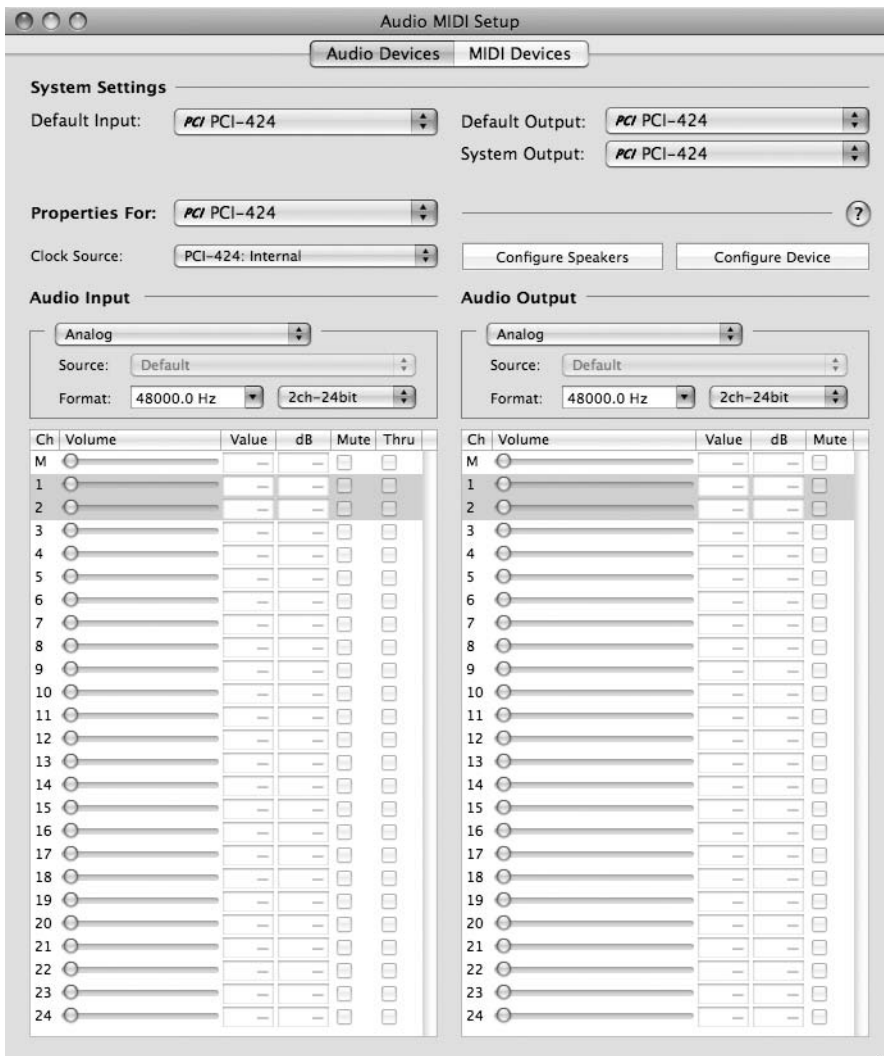 Audio MIDI Setup
Audio Devices MIDI Devices
System Settings
Default Input: PCI PCI-424
Default Output: PCI PCI-424
System Output: PCI PCI-424
Properties For: PCI PCI-424 ?
Clock Source: PCI-424: Internal
Configure Speakers Configure Device
Audio Input
Analog
Source: Default
Format: 48000.0 Hz 2ch-24bit
Ch Volume Value dB Mute Thru
M — —
1 — —
2 — —
3 — —
4 — —
5 — —
6 — —
7 — —
8 — —
9 — —
10 — —
11 — —
12 — —
13 — —
14 — —
15 — —
16 — —
17 — —
18 — —
19 — —
20 — —
21 — —
22 — —
23 — —
24 — —
Audio Output
Analog
Source: Default
Format: 48000.0 Hz 2ch-24bit
Ch Volume Value dB Mute
M — —
1 — —
2 — —
3 — —
4 — —
5 — —
6 — —
7 — —
8 — —
9 — —
10 — —
11 — —
12 — —
13 — —
14 — —
15 — —
16 — —
17 — —
18 — —
19 — —
20 — —
21 — —
22 — —
23 — —
24 — —